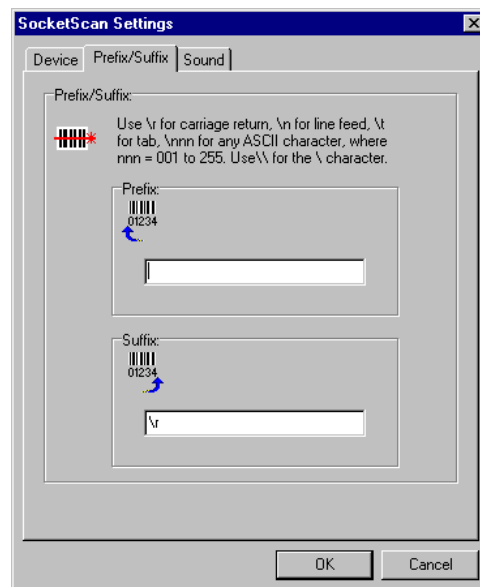 SocketScan Settings
Device Prefix/Suffix Sound
Prefix/Suffix:
Use \r for carriage return, \n for line feed, \t
for tab, \nnn for any ASCII character, where
nnn = 001 to 255. Use\\ for the \ character.
Prefix:
01234
Suffix:
01234
\r
OK Cancel